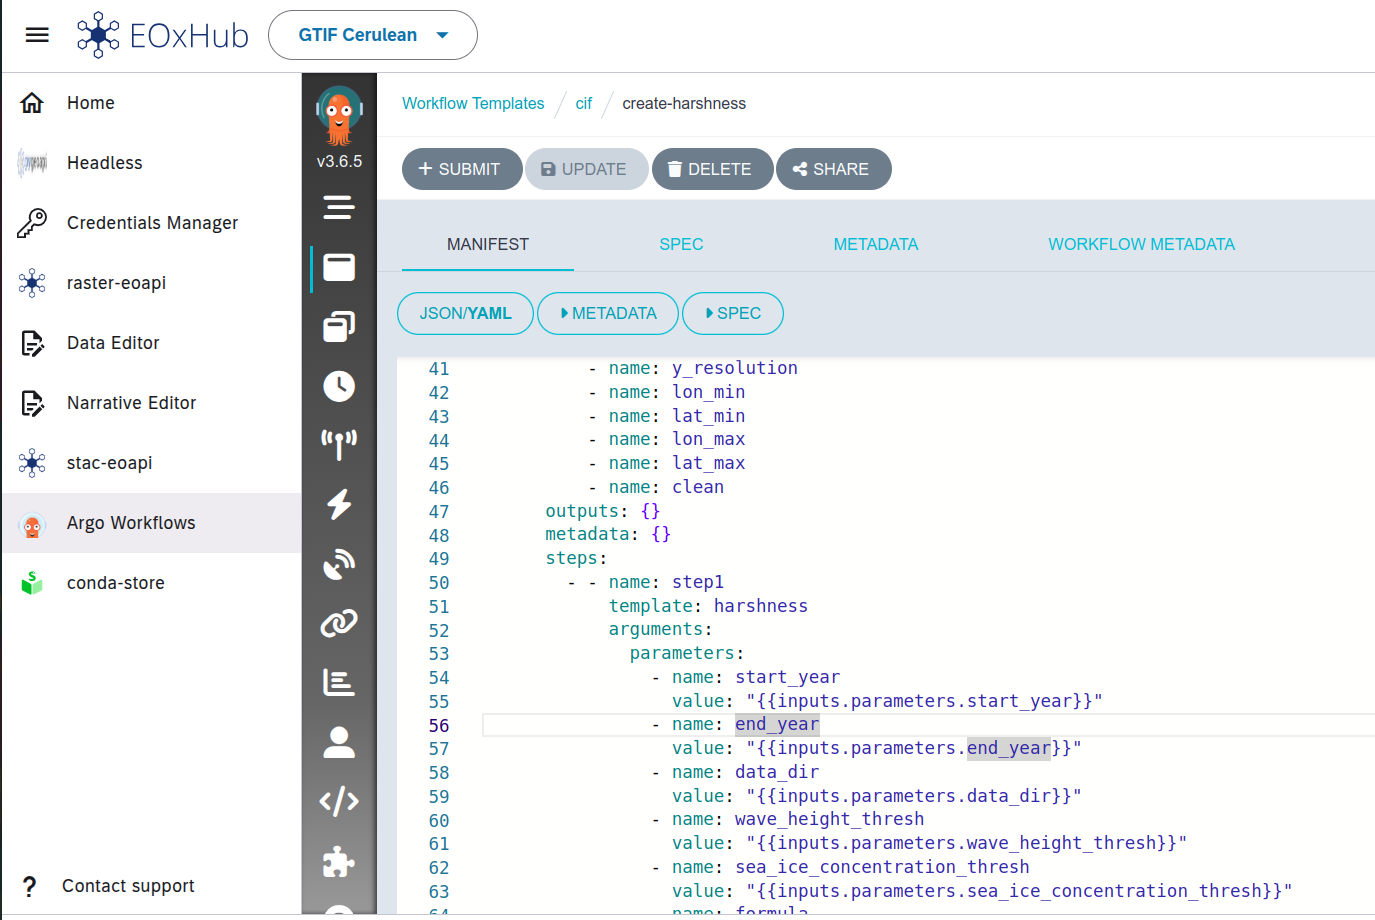 EOxHub
GTIF Cerulean
Home
Headless
Credentials Manager
raster-eoapi
Data Editor
Narrative Editor
stac-eoapi
Argo Workflows
conda-store
? Contact support
v3.6.5
Workflow Templates / cif / create-harshness
+ SUBMIT UPDATE DELETE SHARE
MANIFEST SPEC METADATA WORKFLOW METADATA
JSON/YAML METADATA SPEC
41 - name: y_resolution
42 - name: lon_min
43 - name: lat_min
44 - name: lon_max
45 - name: lat_max
46 - name: clean
47 outputs: {}
48 metadata: {}
49 steps:
50 - - name: step1
51 template: harshness
52 arguments:
53 parameters:
54 - name: start_year
55 value: "{{inputs.parameters.start_year}}"
56 - name: end_year
57 value: "{{inputs.parameters.end_year}}"
58 - name: data_dir
59 value: "{{inputs.parameters.data_dir}}"
60 - name: wave_height_thresh
61 value: "{{inputs.parameters.wave_height_thresh}}"
62 - name: sea_ice_concentration_thresh
63 value: "{{inputs.parameters.sea_ice_concentration_thresh}}"
64 - name: formula